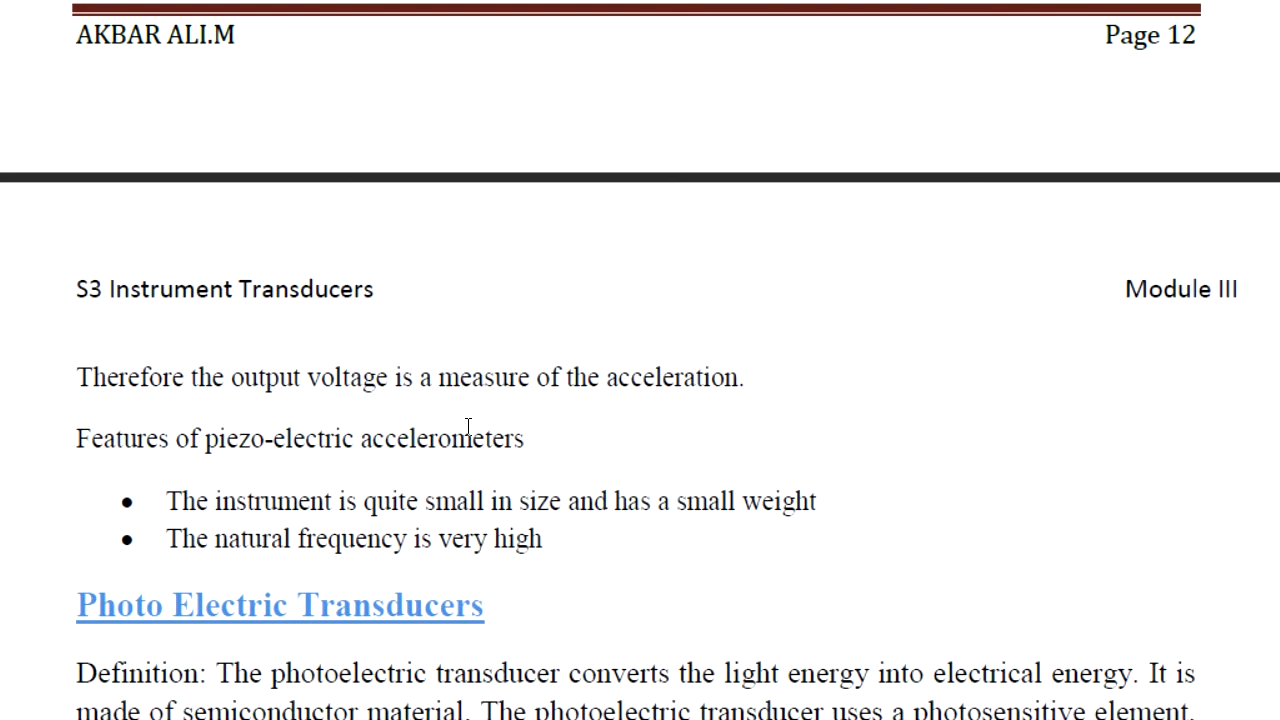 AKBAR ALI.M Page 12
S3 Instrument Transducers Module III
Therefore the output voltage is a measure of the acceleration.
Features of piezo-electric accelerometers
• The instrument is quite small in size and has a small weight
• The natural frequency is very high
Photo Electric Transducers
Definition: The photoelectric transducer converts the light energy into electrical energy. It is
made of semiconductor material. The photoelectric transducer uses a photosensitive element,